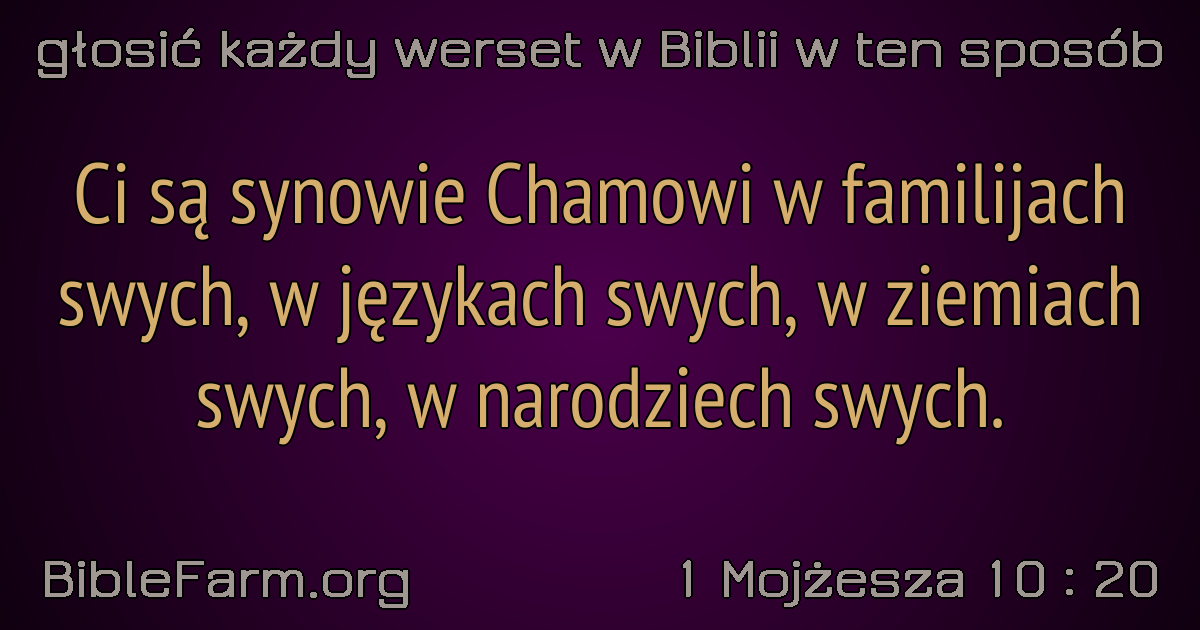 głosić każdy werset w Biblii w ten sposób
Ci są synowie Chamowi w familijach
swych, w językach swych, w ziemiach
swych, w narodziech swych.
BibleFarm.org
1 Mojżesza 10 : 20